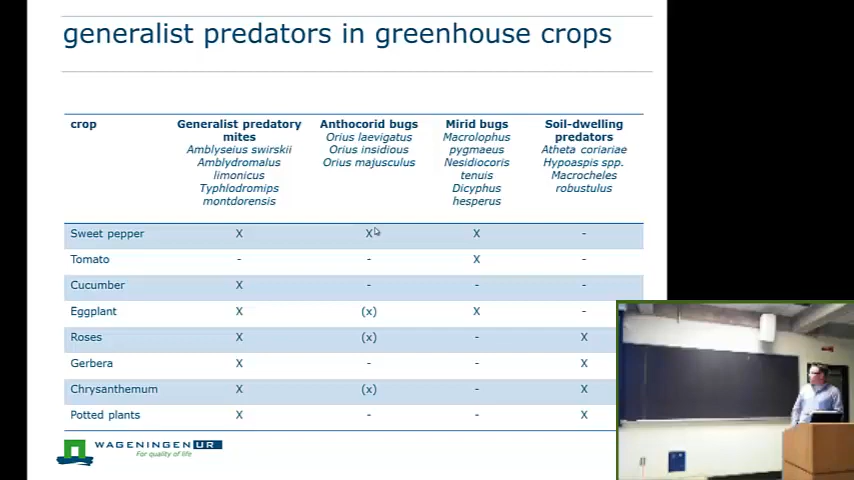 generalist predators in greenhouse crops
crop Generalist predatory mites Anthocorid bugs Mirid bugs Soil-dwelling predators
Amblyseius swirskii Orius laevigatus Macrolophus Atheta coriariae
Amblydromalus Orius insidious pygmaeus Hypoaspis spp.
limonicus Orius majusculus Nesidiocoris Macrocheles
Typhlodromips tenuis robustulus
montdorensis Dicyphus
hesperus
Sweet pepper X X X -
Tomato - - X -
Cucumber X - - -
Eggplant X (x) X -
Roses X (x) - X
Gerbera X - - X
Chrysanthemum X (x) - X
Potted plants X - - X
WAGENINGEN UR
For quality of life